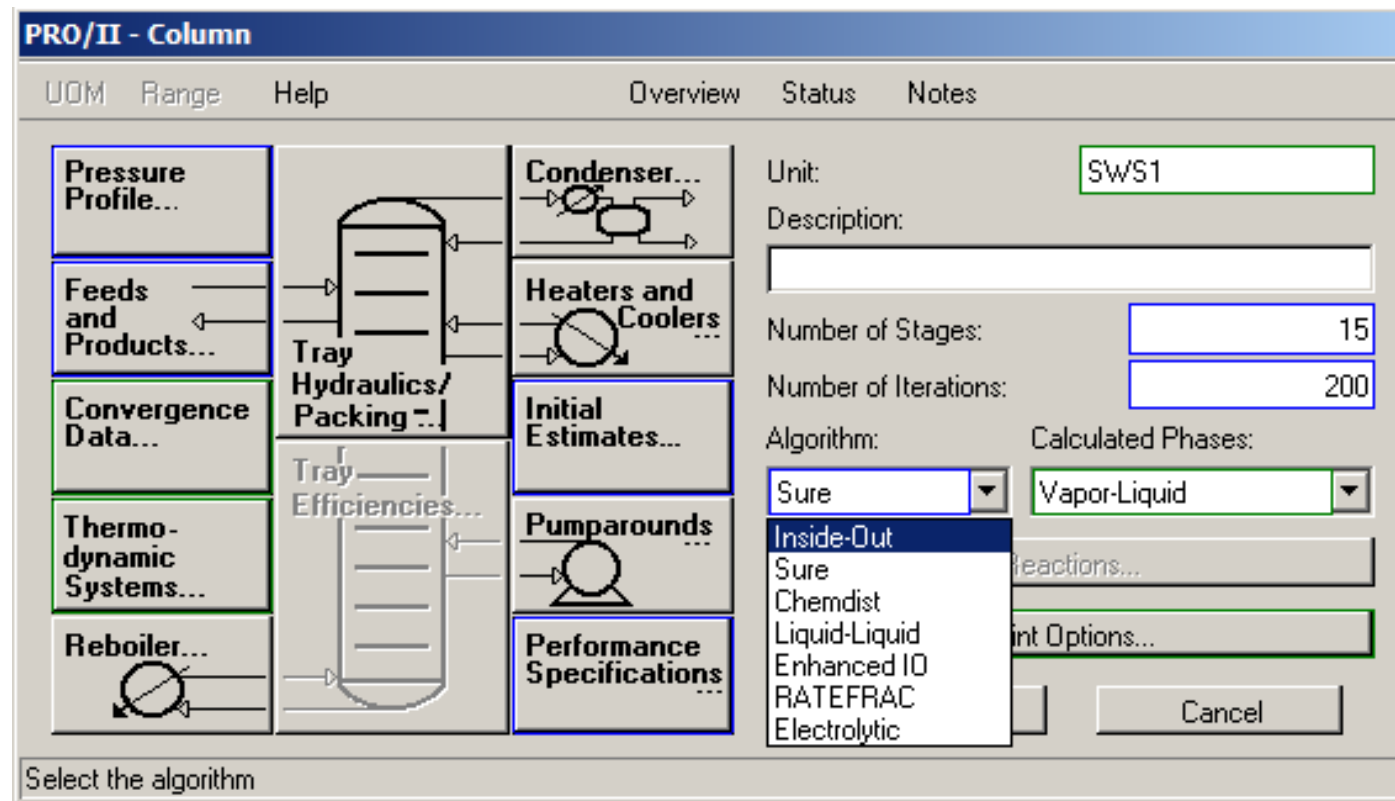 PRO/II - Column
UOM Range Help Overview Status Notes
Pressure
Profile...
Feeds
and
Products...
Convergence
Data...
Thermo-
dynamic
Systems...
Reboiler...
Tray
Hydraulics/
Packing ...
Tray
Efficiencies...
Condenser...
Heaters and
Coolers
...
Initial
Estimates...
Pumparounds
...
Performance
Specifications
...
Unit: SWS1
Description:
Number of Stages: 15
Number of Iterations: 200
Algorithm: Calculated Phases:
Sure Vapor-Liquid
Inside-Out
Sure
Chemdist
Liquid-Liquid
Enhanced IO
RATEFRAC
Electrolytic
Reactions...
int Options...
Cancel
Select the algorithm